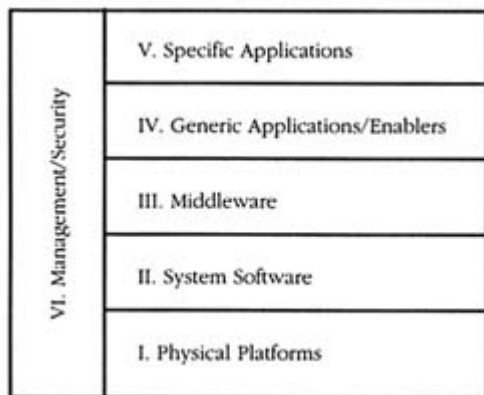 VI. Management/Security
V. Specific Applications
IV. Generic Applications/Enablers
III. Middleware
II. System Software
I. Physical Platforms